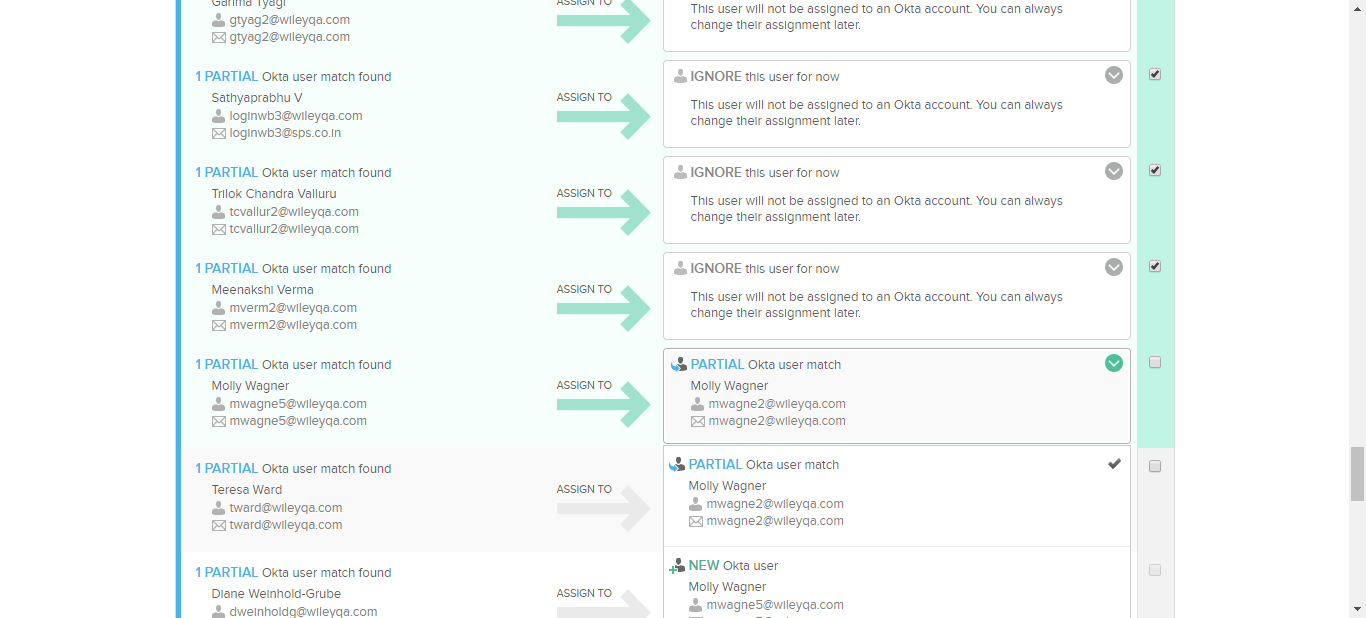 Garima Tyagi
gtyag2@wileyqa.com
gtyag2@wileyqa.com
ASSIGN TO
This user will not be assigned to an Okta account. You can always
change their assignment later.
1 PARTIAL Okta user match found
Sathyaprabhu V
loginwb3@wileyqa.com
loginwb3@sps.co.in
ASSIGN TO
IGNORE this user for now
This user will not be assigned to an Okta account. You can always
change their assignment later.
1 PARTIAL Okta user match found
Trilok Chandra Valluru
tcvallur2@wileyqa.com
tcvallur2@wileyqa.com
ASSIGN TO
IGNORE this user for now
This user will not be assigned to an Okta account. You can always
change their assignment later.
1 PARTIAL Okta user match found
Meenakshi Verma
mverm2@wileyqa.com
mverm2@wileyqa.com
ASSIGN TO
IGNORE this user for now
This user will not be assigned to an Okta account. You can always
change their assignment later.
1 PARTIAL Okta user match found
Molly Wagner
mwagne5@wileyqa.com
mwagne5@wileyqa.com
ASSIGN TO
PARTIAL Okta user match
Molly Wagner
mwagne2@wileyqa.com
mwagne2@wileyqa.com
1 PARTIAL Okta user match found
Teresa Ward
tward@wileyqa.com
tward@wileyqa.com
ASSIGN TO
PARTIAL Okta user match
Molly Wagner
mwagne2@wileyqa.com
mwagne2@wileyqa.com
1 PARTIAL Okta user match found
Diane Weinhold-Grube
dweinholdg@wileyqa.com
ASSIGN TO
NEW Okta user
Molly Wagner
mwagne5@wileyqa.com